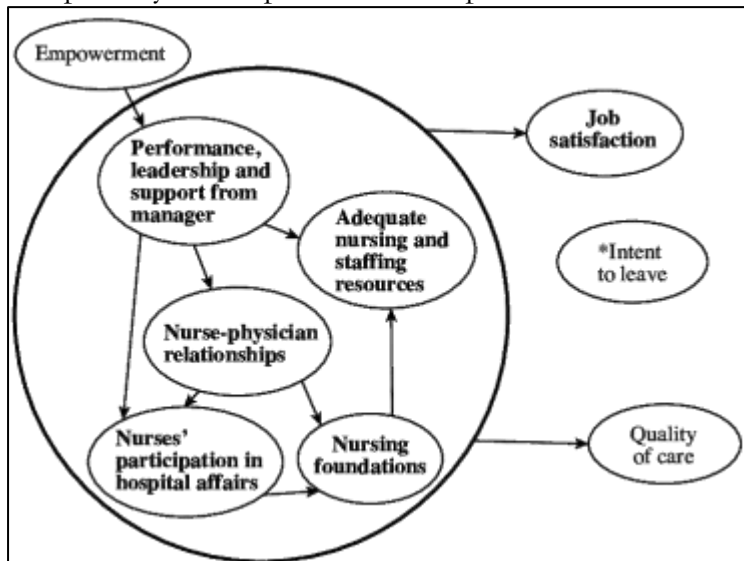 Empowerment
Performance,
leadership and
support from
manager
Job
satisfaction
Adequate
nursing and
staffing
resources
*Intent
to leave
Nurse-physician
relationships
Nurses'
participation in
hospital affairs
Nursing
foundations
Quality
of care